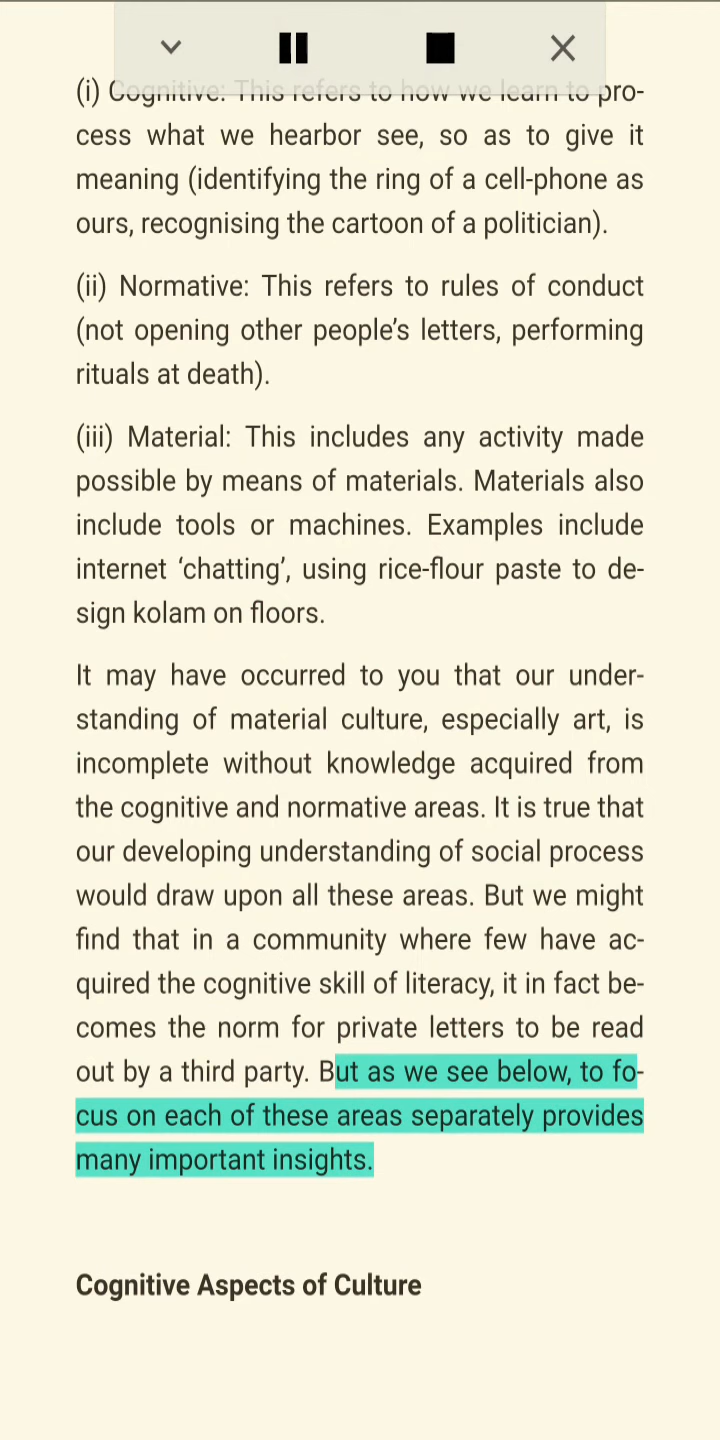 (i) Cognitive: This refers to how we learn to pro-
cess what we hearbor see, so as to give it
meaning (identifying the ring of a cell-phone as
ours, recognising the cartoon of a politician).
(ii) Normative: This refers to rules of conduct
(not opening other people’s letters, performing
rituals at death).
(iii) Material: This includes any activity made
possible by means of materials. Materials also
include tools or machines. Examples include
internet ‘chatting’, using rice-flour paste to de-
sign kolam on floors.
It may have occurred to you that our under-
standing of material culture, especially art, is
incomplete without knowledge acquired from
the cognitive and normative areas. It is true that
our developing understanding of social process
would draw upon all these areas. But we might
find that in a community where few have ac-
quired the cognitive skill of literacy, it in fact be-
comes the norm for private letters to be read
out by a third party. But as we see below, to fo-
cus on each of these areas separately provides
many important insights.
Cognitive Aspects of Culture